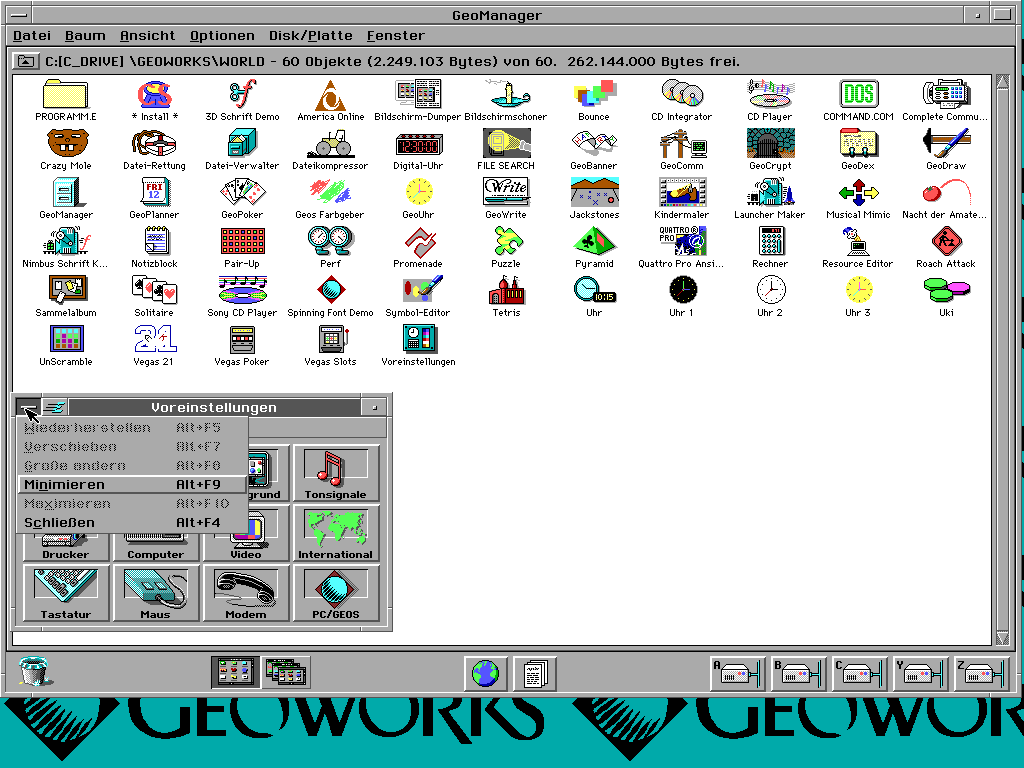 GeoManager
Datei Baum Ansicht Optionen Disk/Platte Fenster
C:[C_DRIVE] \GEOWORKS\WORLD - 60 Objekte (2.249.103 Bytes) von 60. 262.144.000 Bytes frei.
PROGRAMM.E * Install * 3D Schrift Demo America Online Bildschirm-Dumper Bildschirmschoner Bounce CD Integrator CD Player COMMAND.COM Complete Commu...
Crazy Mole Datei-Rettung Datei-Verwalter Dateikompressor Digital-Uhr FILE SEARCH GeoBanner GeoComm GeoCrypt GeoDex GeoDraw
GeoManager GeoPlanner GeoPoker Geos Farbgeber GeoUhr GeoWrite Jackstones Kindermaler Launcher Maker Musical Mimic Nacht der Amate...
Nimbus Schrift K... Notizblock Pair-Up Perf Promenade Puzzle Pyramid Quattro Pro Ansi... Rechner Resource Editor Roach Attack
Sammelalbum Solitaire Sony CD Player Spinning Font Demo Symbol-Editor Tetris Uhr Uhr 1 Uhr 2 Uhr 3 Uki
UnScramble Vegas 21 Vegas Poker Vegas Slots Voreinstellungen
Voreinstellungen
Wiederherstellen Alt+F5
Verschieben Alt+F7
Größe ändern Alt+F8
Minimieren Alt+F9
Maximieren Alt+F10
Schließen Alt+F4
grund Tonsignale
Drucker Computer Video International
Tastatur Maus Modem PC/GEOS
A B C Y Z
GEOWORKS GEOWOR